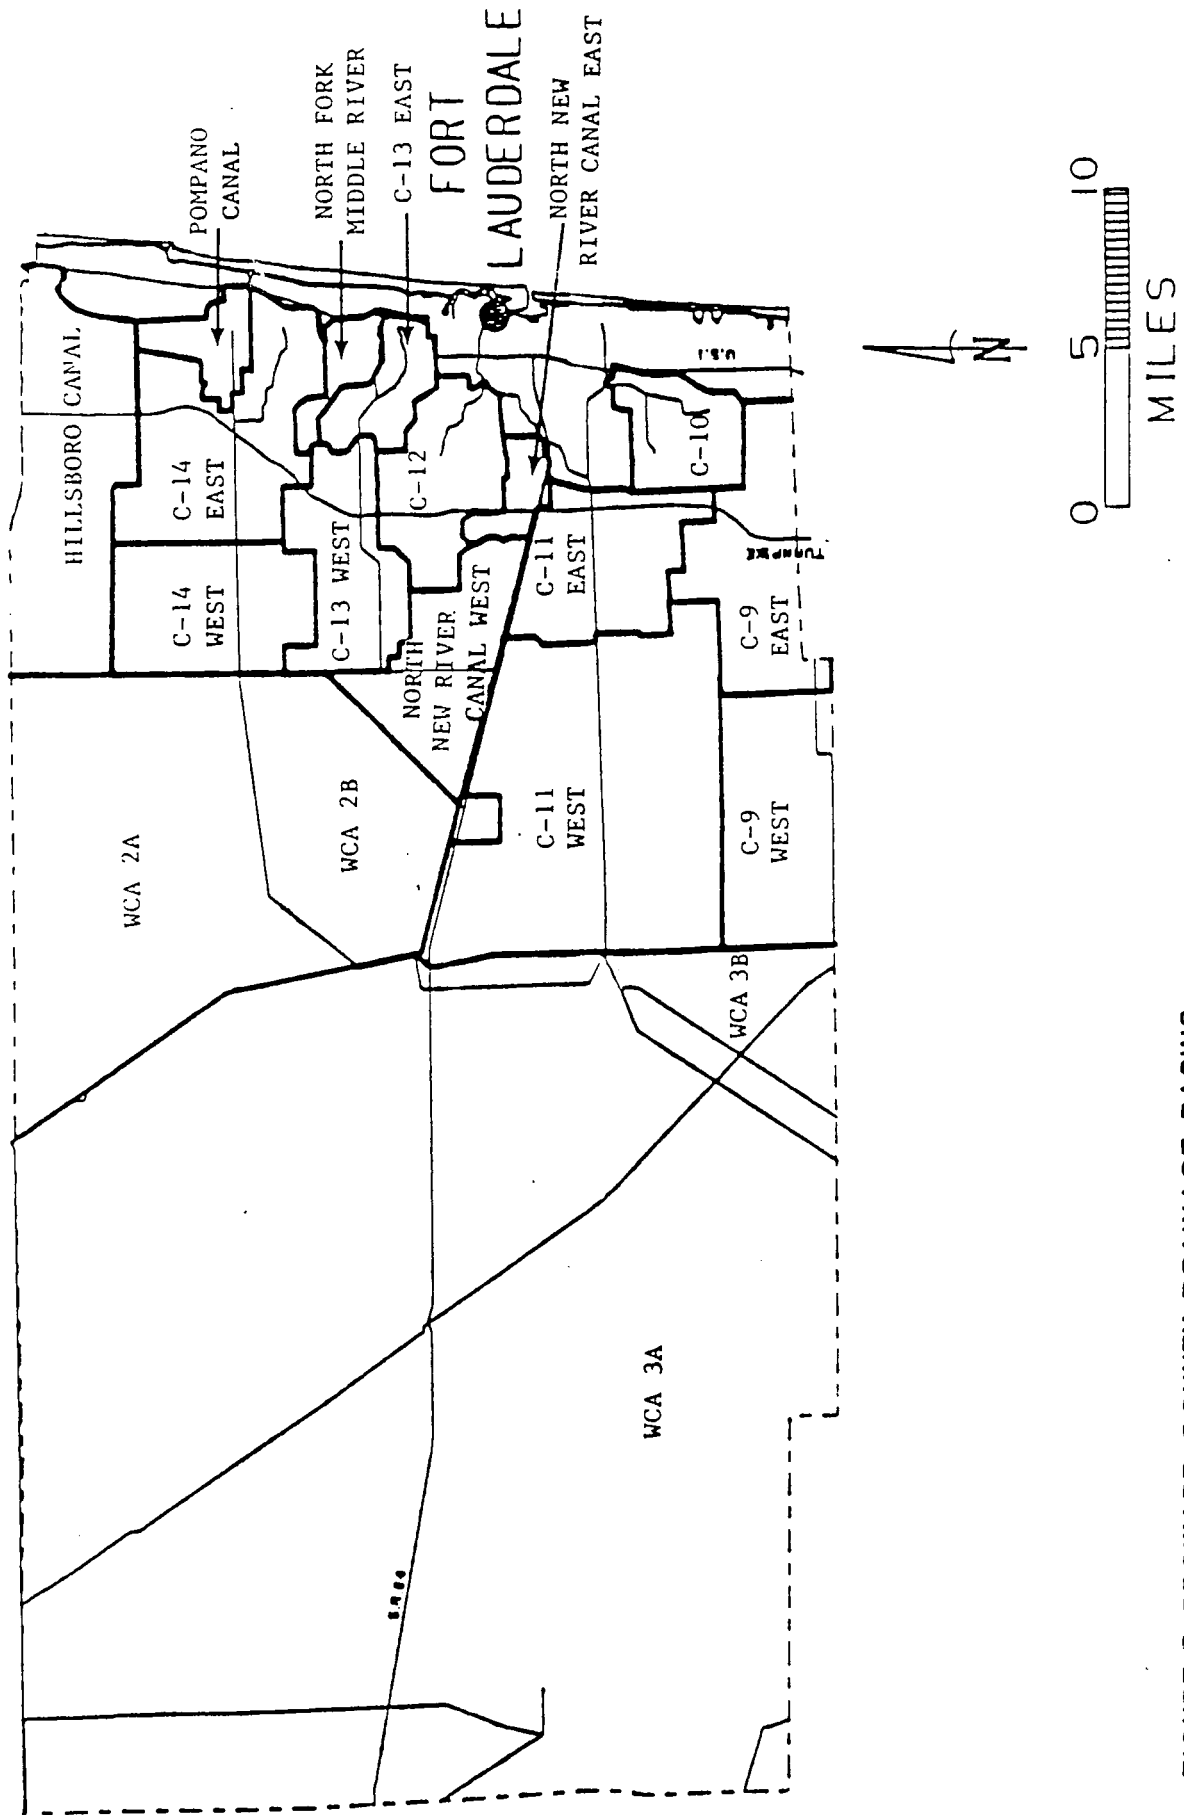 POMPANO
CANAL
NORTH FORK
MIDDLE RIVER
C-13 EAST
FORT
LAUDERDALE
NORTH NEW
RIVER CANAL EAST
HILLSBORO CANAL
C-14
EAST
C-14
WEST
C-13 WEST
C-12
NORTH
NEW RIVER
CANAL WEST
C-11
EAST
C-10
U.S.1
TURNPIKE
C-9
EAST
WCA 2A
WCA 2B
C-11
WEST
C-9
WEST
WCA 3B
WCA 3A
S.R 84
N
0 5 10
MILES